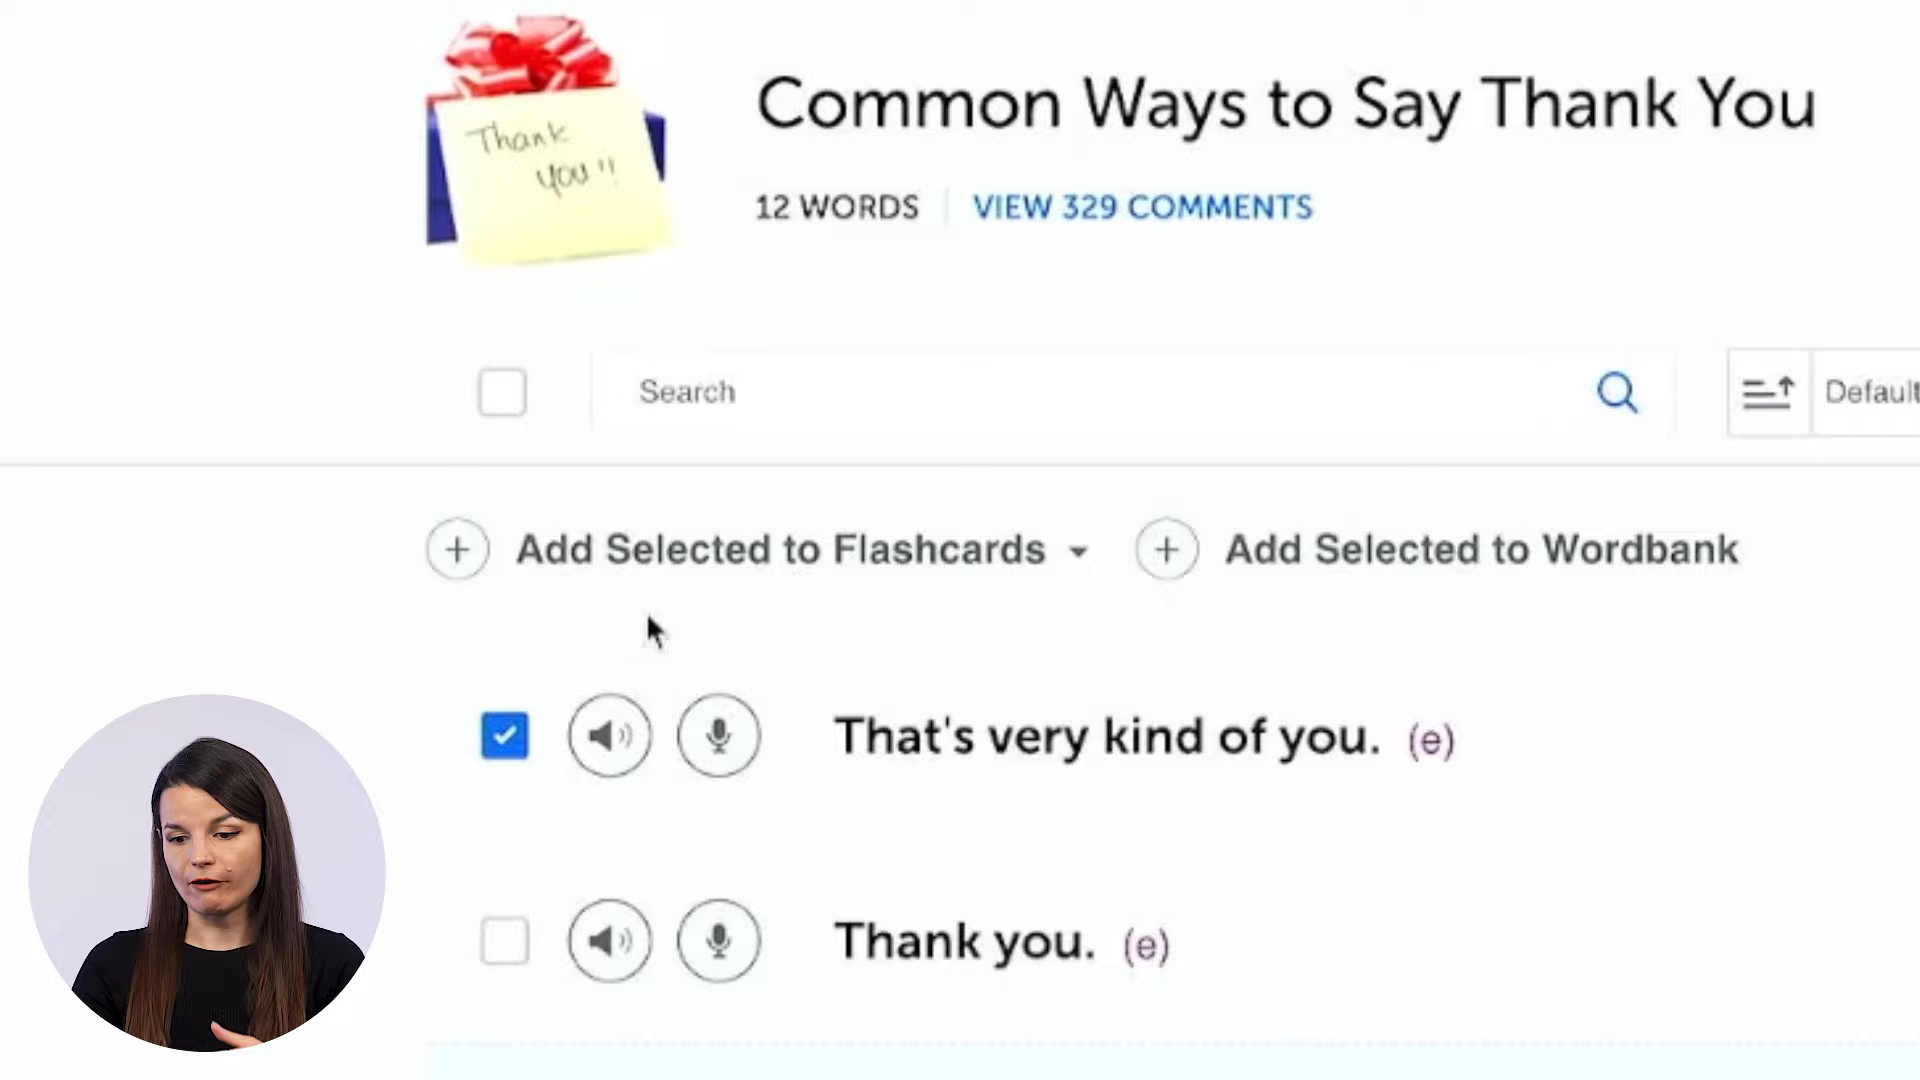 Thank
you!!
Common Ways to Say Thank You
12 WORDS
VIEW 329 COMMENTS
Search
Default
Add Selected to Flashcards
Add Selected to Wordbank
That's very kind of you. (e)
Thank you. (e)